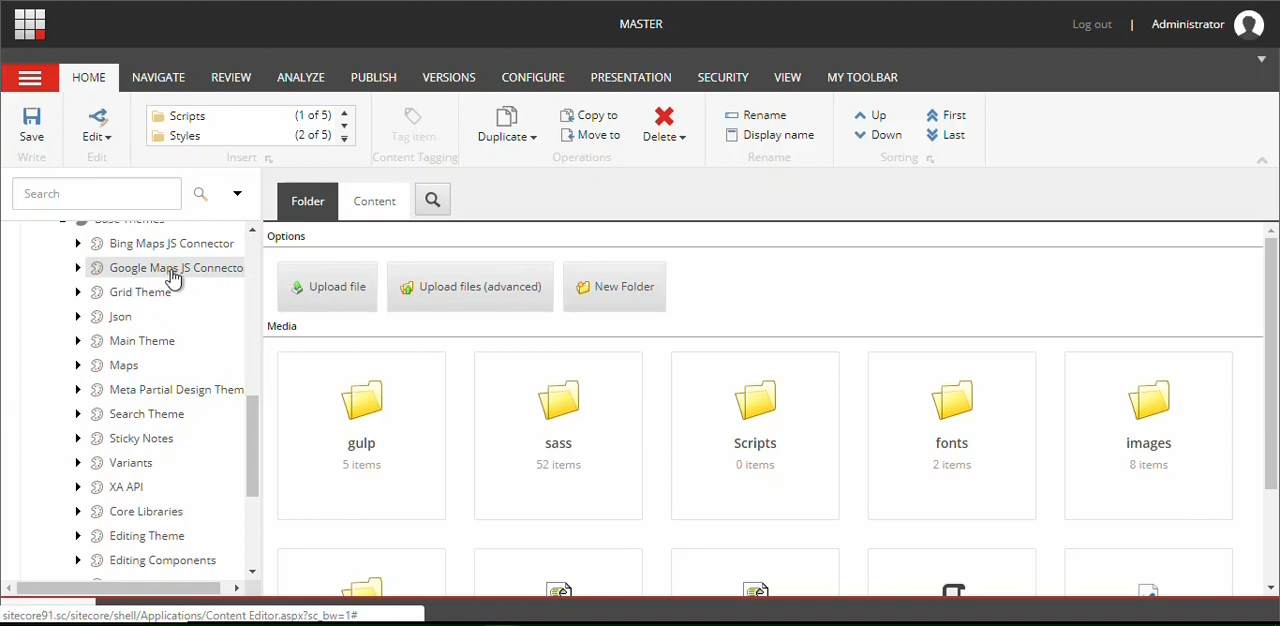 MASTER
Log out | Administrator
HOME NAVIGATE REVIEW ANALYZE PUBLISH VERSIONS CONFIGURE PRESENTATION SECURITY VIEW MY TOOLBAR
Scripts (1 of 5)
Styles (2 of 5)
Save
Edit
Tag item
Duplicate
Copy to
Move to
Delete
Rename
Display name
Up
Down
First
Last
Write
Edit
Insert
Content Tagging
Operations
Rename
Sorting
Search
Folder
Content
Base Themes
Bing Maps JS Connector
Google Maps JS Connecto
Grid Theme
Json
Main Theme
Maps
Meta Partial Design Them
Search Theme
Sticky Notes
Variants
XA API
Core Libraries
Editing Theme
Editing Components
Options
Upload file
Upload files (advanced)
New Folder
Media
gulp
5 items
sass
52 items
Scripts
0 items
fonts
2 items
images
8 items
sitecore91.sc/sitecore/shell/Applications/Content Editor.aspx?sc_bw=1#